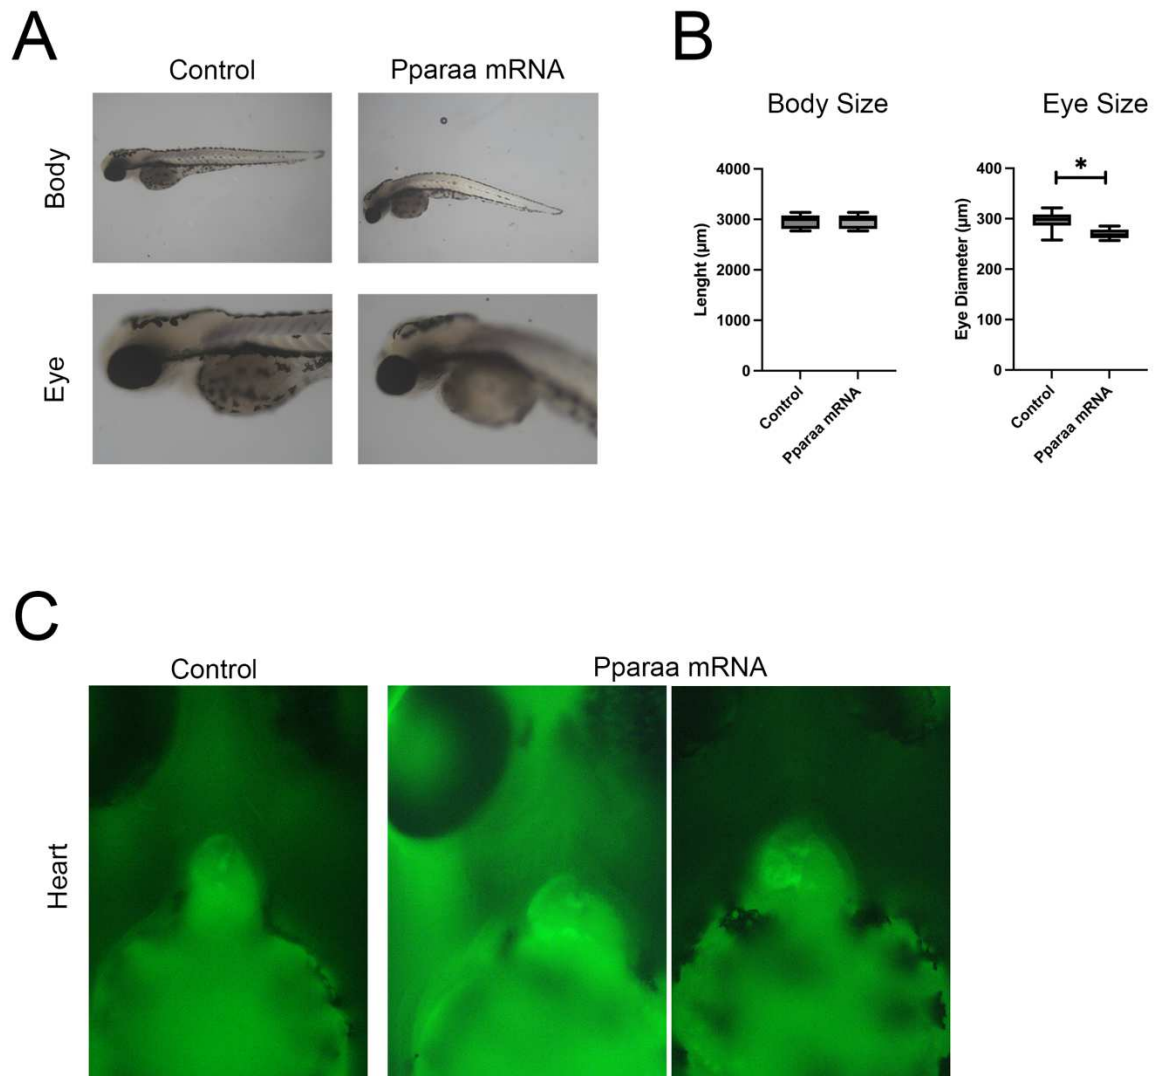 A
Control
Pparaa mRNA
Body
Eye
B
Body Size
Lenght (μm)
4000
3000
2000
1000
0
Control
Pparaa mRNA
Eye Size
Eye Diameter (μm)
400
300
200
100
0
*
Control
Pparaa mRNA
C
Control
Pparaa mRNA
Heart